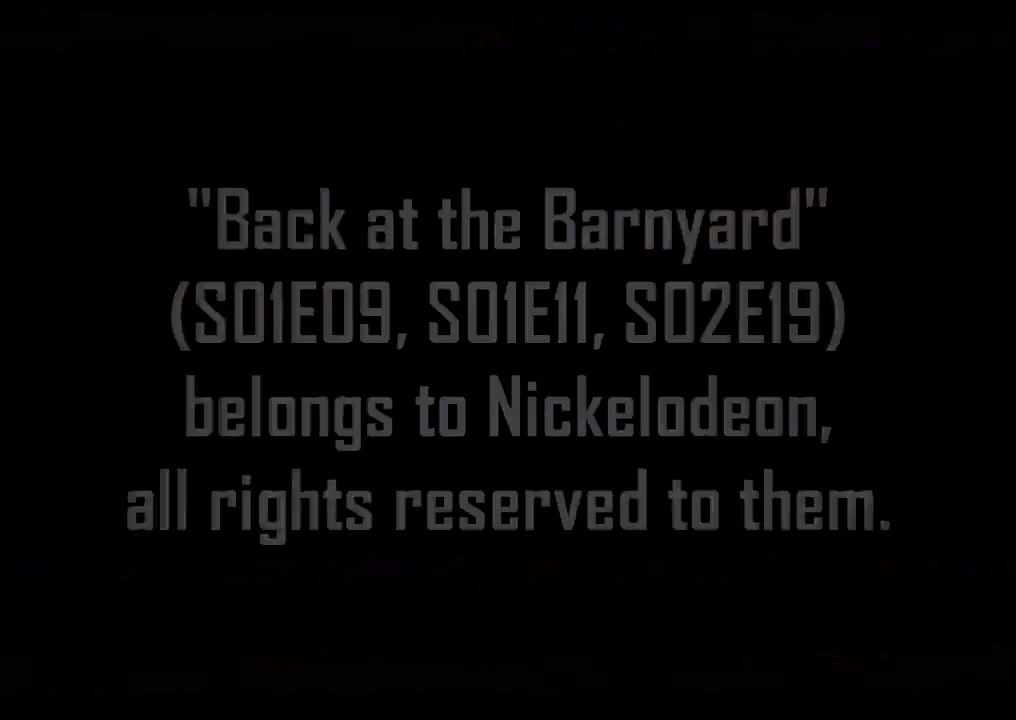 "Back at the Barnyard"
(S01E09, S01E11, S02E19)
belongs to Nickelodeon,
all rights reserved to them.